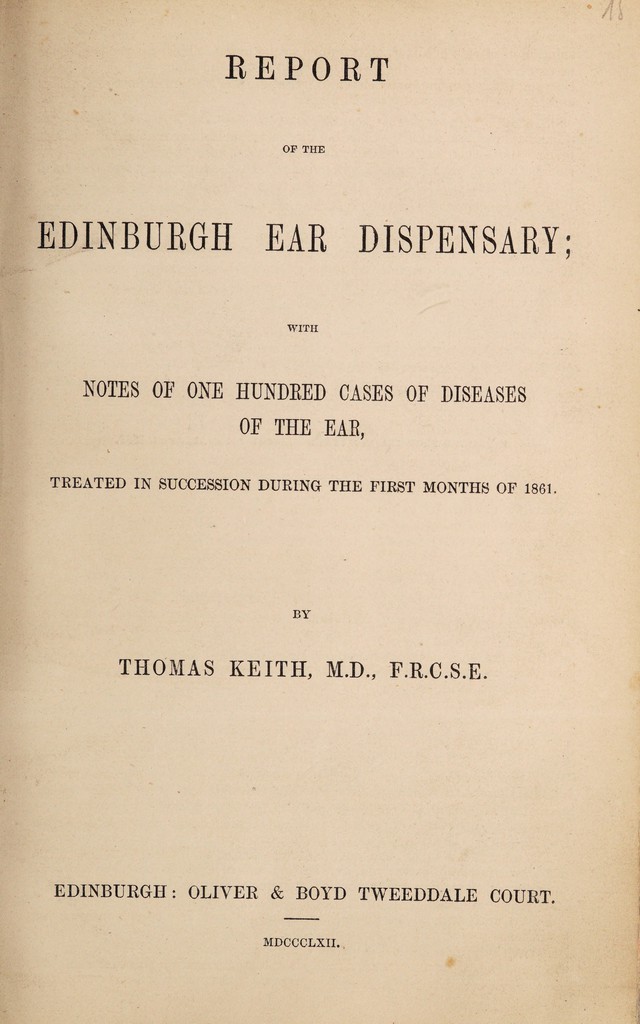 REPORT
OF THE
EDINBURGH EAR DISPENSARY;
WITH
NOTES OF ONE HUNDRED CASES OF DISEASES
OF THE EAR,
TREATED IN SUCCESSION DURING THE FIRST MONTHS OF 1861.
BY
THOMAS KEITH, M.D., F.R.C.S.E.
EDINBURGH: OLIVER & BOYD TWEEDDALE COURT.
MDCCCLXII.